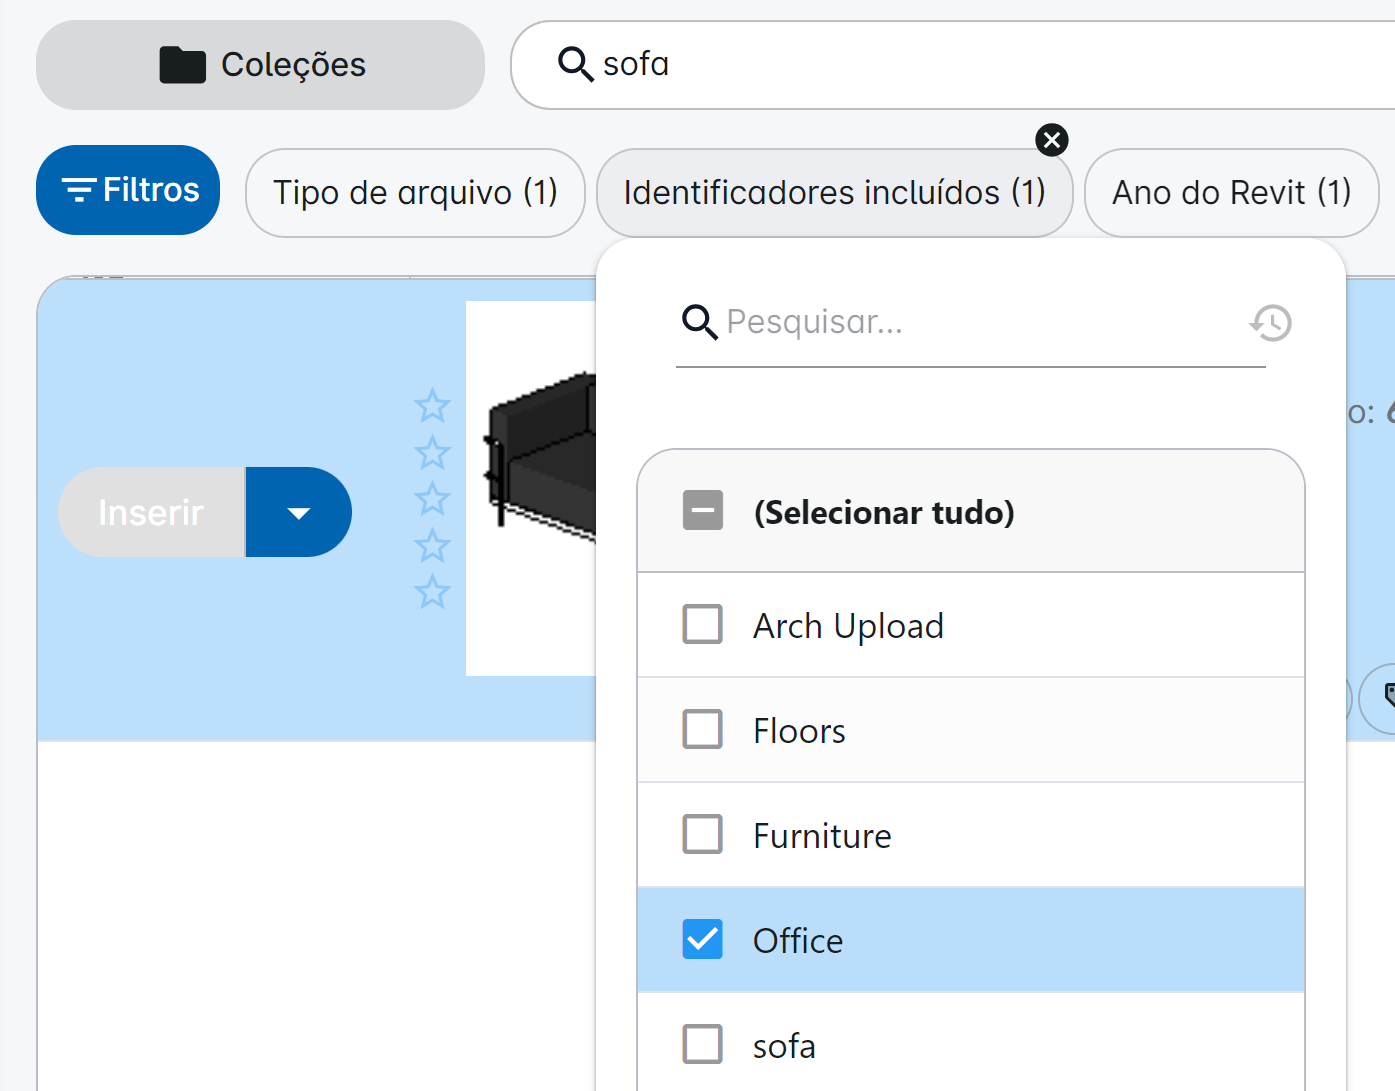 Coleções
sofa
Filtros
Tipo de arquivo (1)
Identificadores incluídos (1)
Ano do Revit (1)
Pesquisar...
o:
Inserir
(Selecionar tudo)
Arch Upload
Floors
Furniture
Office
sofa